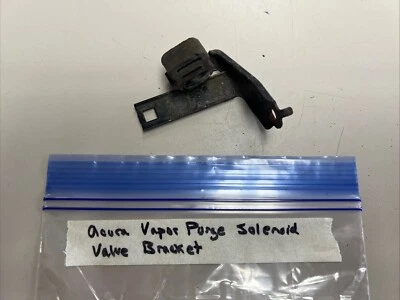 acura Vapor Purge Solenoid
Valve Bracket